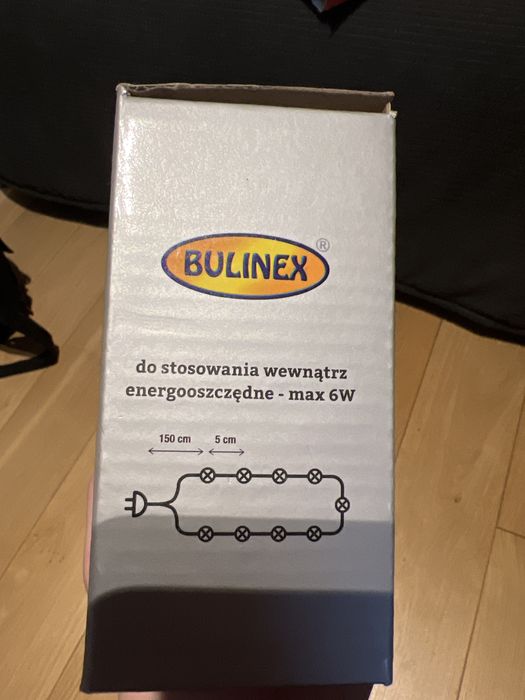 BULINEX®
do stosowania wewnątrz
energooszczędne - max 6W
150 cm 5 cm